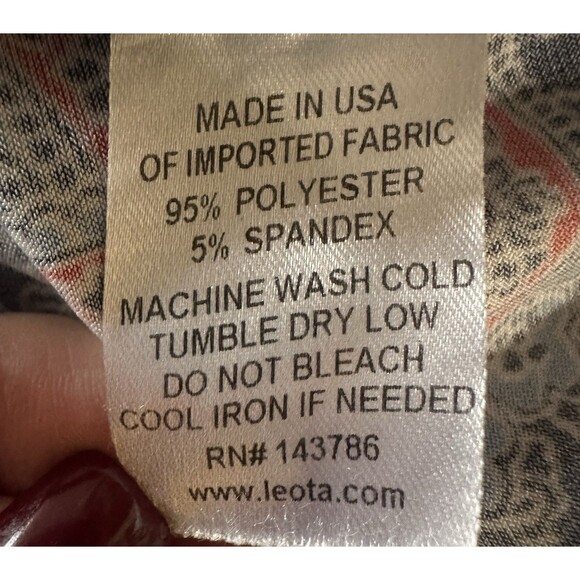 MADE IN USA
OF IMPORTED FABRIC
95% POLYESTER
5% SPANDEX
MACHINE WASH COLD
TUMBLE DRY LOW
DO NOT BLEACH
COOL IRON IF NEEDED
RN# 143786
www.leota.com